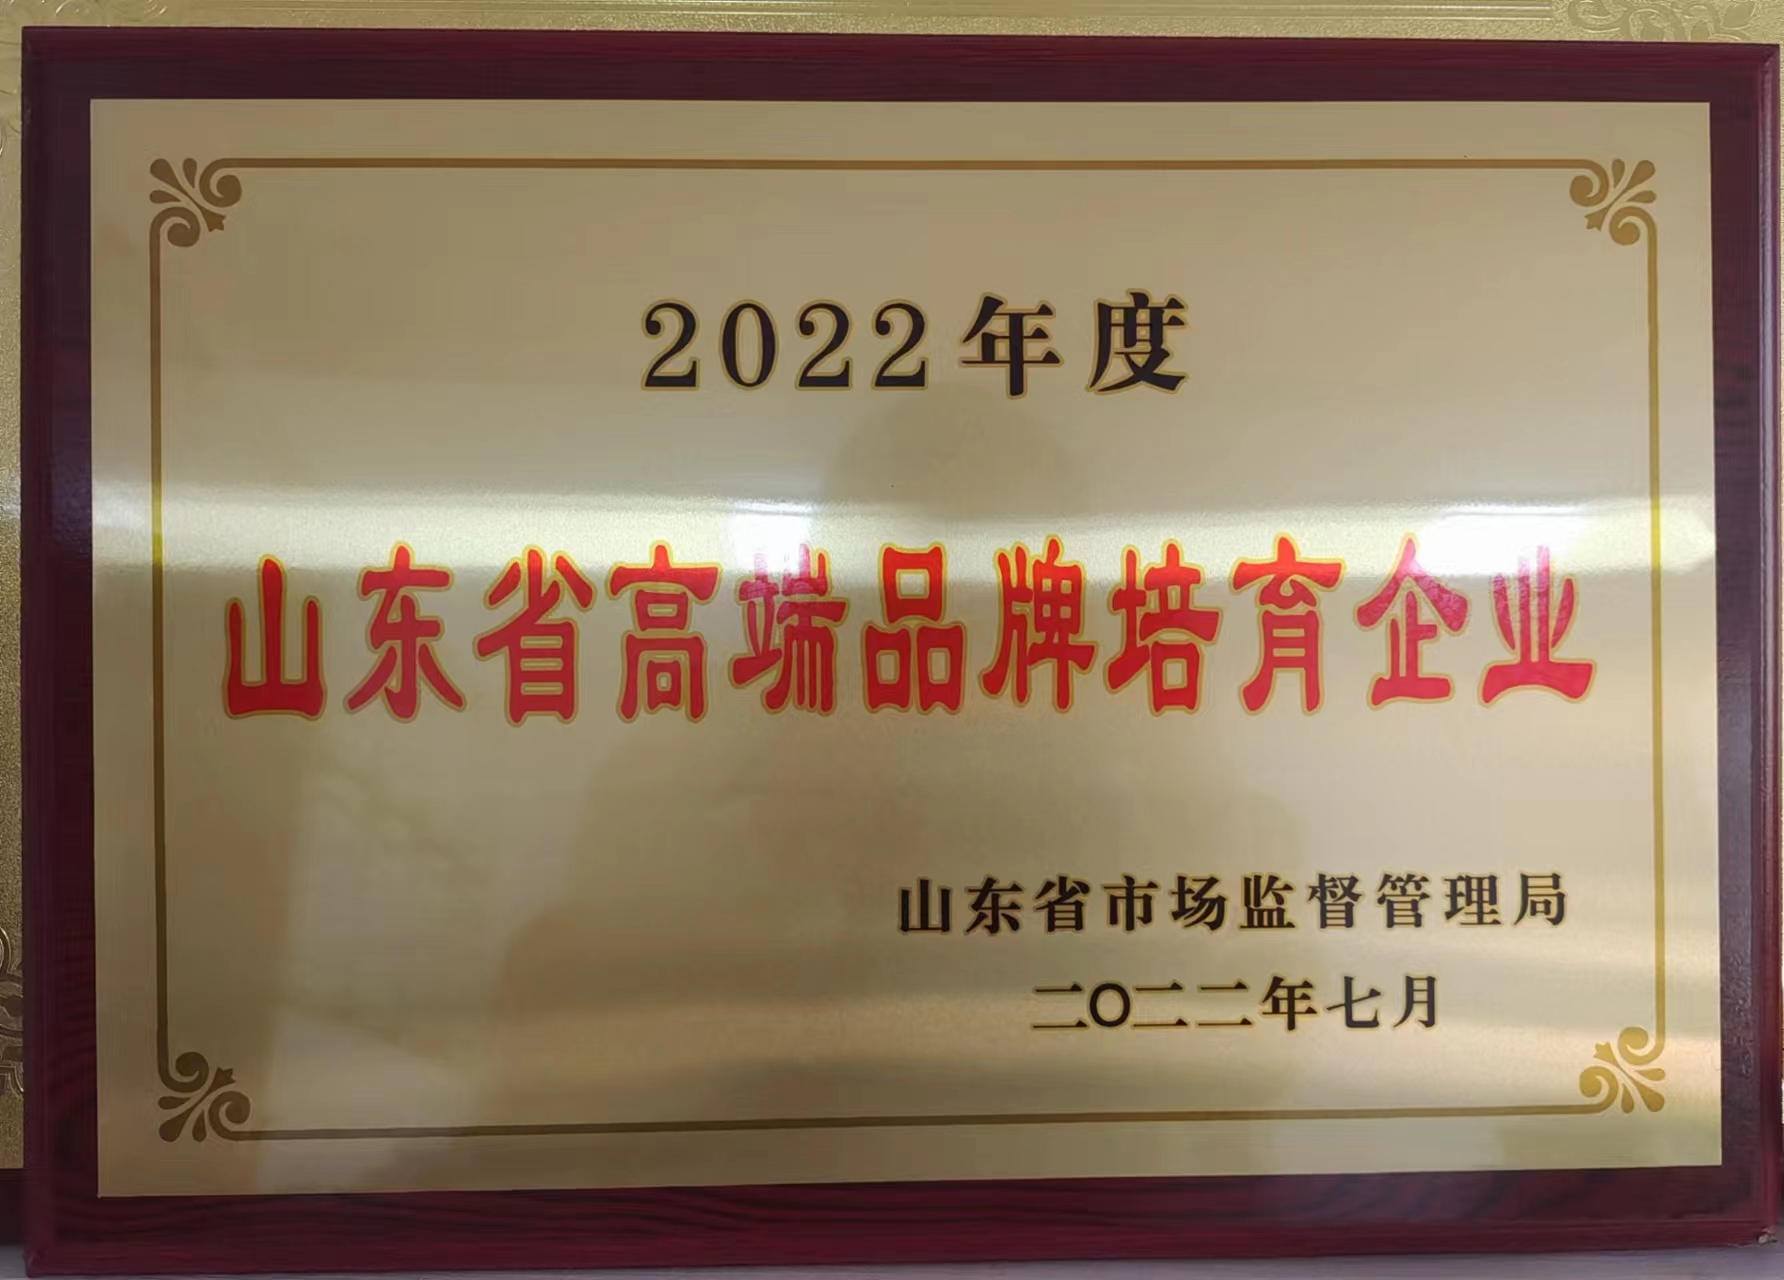 2022年度
山东省高端品牌培育企业
山东省市场监督管理局
二〇二二年七月